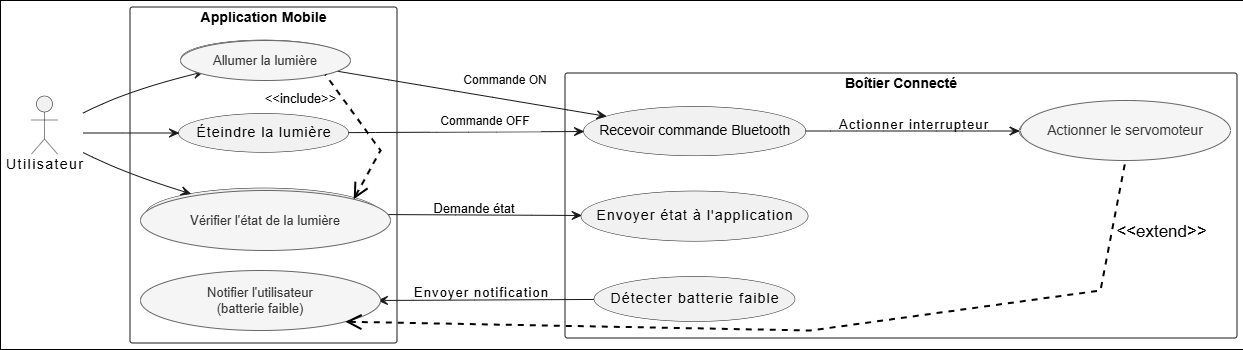 Application Mobile
Allumer la lumière
Commande ON
Boîtier Connecté
<<include>>
Éteindre la lumière
Commande OFF
Recevoir commande Bluetooth
Actionner interrupteur
Actionner le servomoteur
Utilisateur
Vérifier l'état de la lumière
Demande état
Envoyer état à l'application
<<extend>>
Notifier l'utilisateur
(batterie faible)
Envoyer notification
Détecter batterie faible